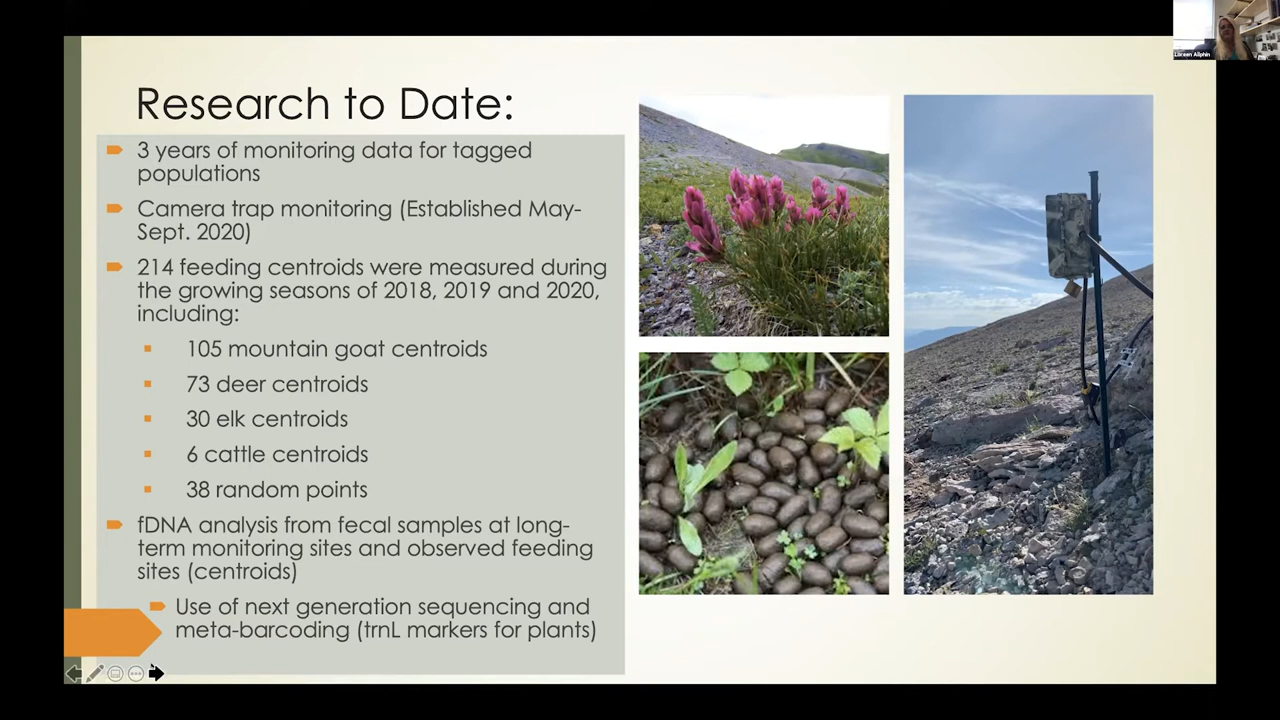 Research to Date:
3 years of monitoring data for tagged
populations
Camera trap monitoring (Established May-
Sept. 2020)
214 feeding centroids were measured during
the growing seasons of 2018, 2019 and 2020,
including:
105 mountain goat centroids
73 deer centroids
30 elk centroids
6 cattle centroids
38 random points
fDNA analysis from fecal samples at long-
term monitoring sites and observed feeding
sites (centroids)
Use of next generation sequencing and
meta-barcoding (trnL markers for plants)
Loreen Allphin